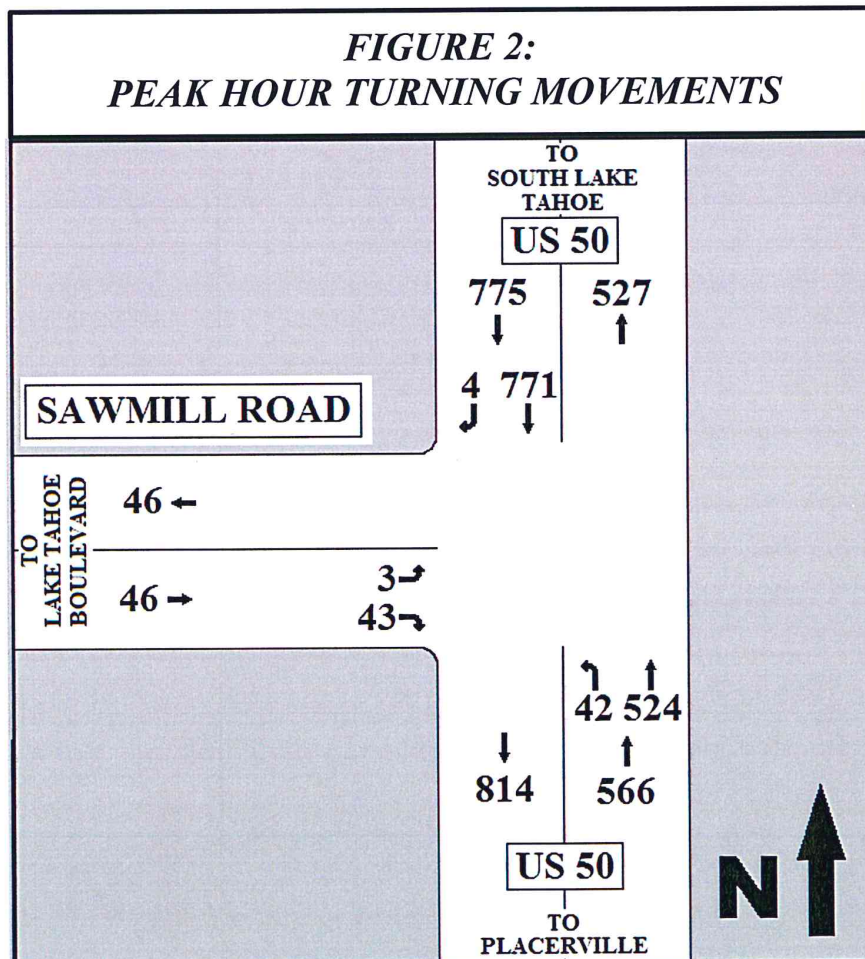 FIGURE 2:
PEAK HOUR TURNING MOVEMENTS
TO
SOUTH LAKE
TAHOE
US 50
775 527
4 771
SAWMILL ROAD
TO
LAKE TAHOE
BOULEVARD
46
46
3
43
42 524
814 566
US 50
TO
PLACERVILLE
N